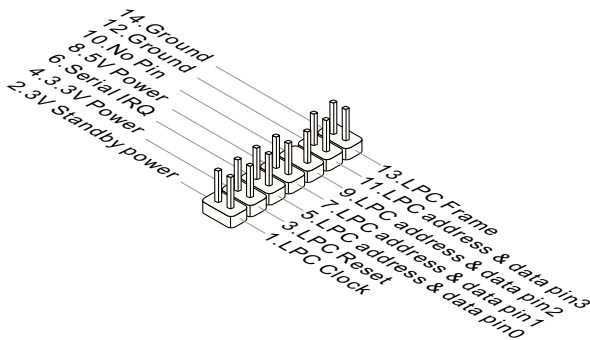 14.Ground
12.Ground
10.No Pin
8.5V Power
6.Serial IRQ
4.3.3V Power
2.3V Standby power
13.LPC Frame
11.LPC address & data pin3
9.LPC address & data pin2
7.LPC address & data pin1
5.LPC address & data pin0
3.LPC Reset
1.LPC Clock